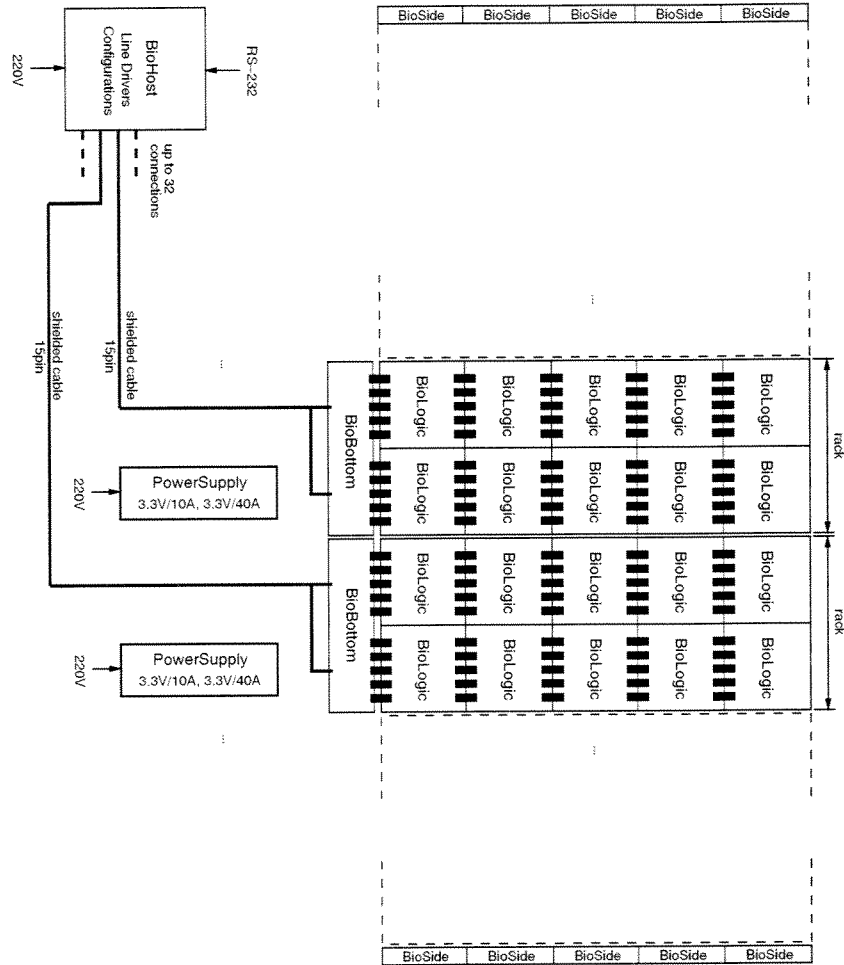 BioSide BioSide BioSide BioSide BioSide
RS-232
BioHost
Line Drivers
Configurations
220V
up to 32
connections
shielded cable
15pin
shielded cable
15pin
rack
BioBottom
BioLogic BioLogic BioLogic BioLogic BioLogic
BioLogic BioLogic BioLogic BioLogic BioLogic
PowerSupply
3.3V/10A, 3.3V/40A
220V
rack
BioBottom
BioLogic BioLogic BioLogic BioLogic BioLogic
BioLogic BioLogic BioLogic BioLogic BioLogic
PowerSupply
3.3V/10A, 3.3V/40A
220V
BioSide BioSide BioSide BioSide BioSide